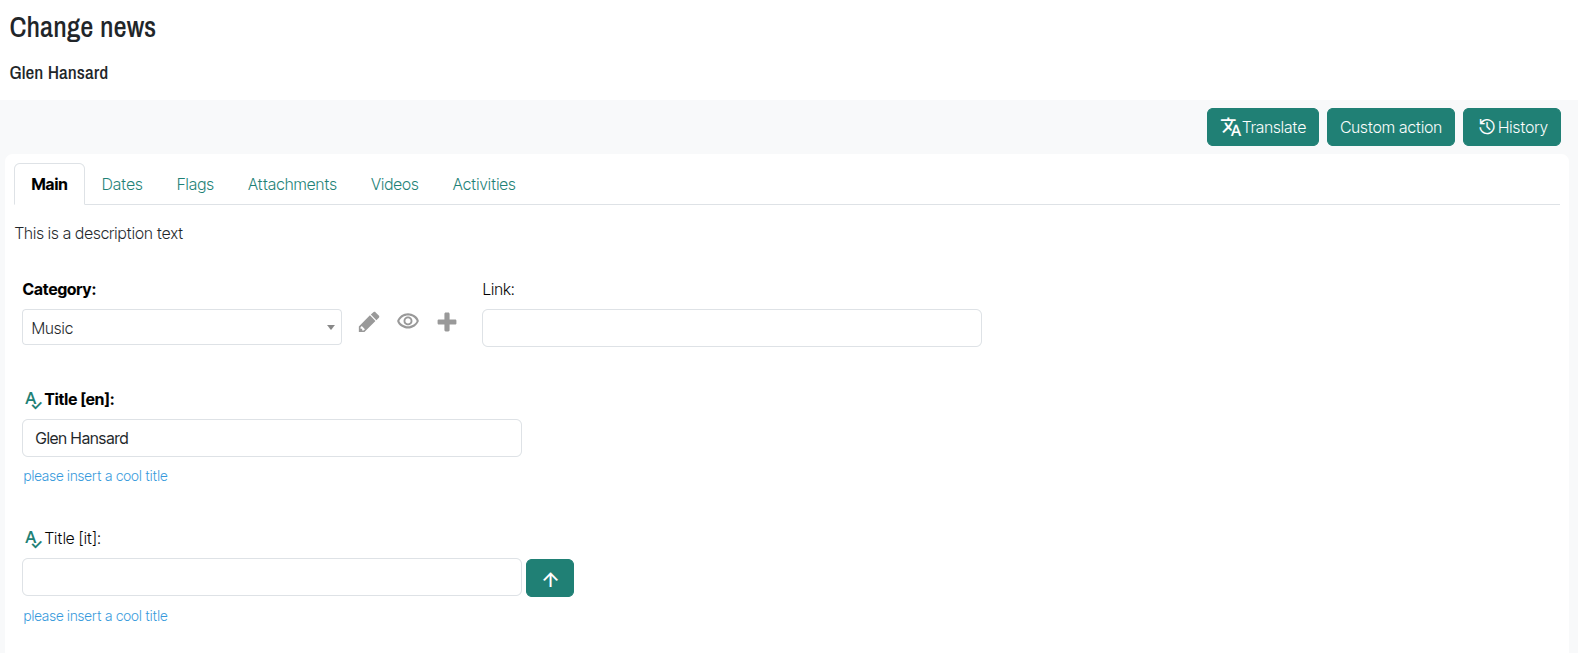 Change news
Glen Hansard
Translate Custom action History
Main Dates Flags Attachments Videos Activities
This is a description text
Category: Link:
Music
Title [en]:
Glen Hansard
please insert a cool title
Title [it]:
please insert a cool title